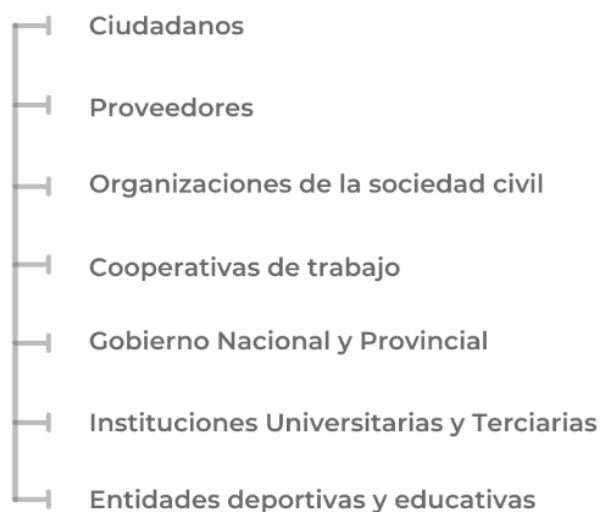 Ciudadanos
Proveedores
Organizaciones de la sociedad civil
Cooperativas de trabajo
Gobierno Nacional y Provincial
Instituciones Universitarias y Terciarias
Entidades deportivas y educativas